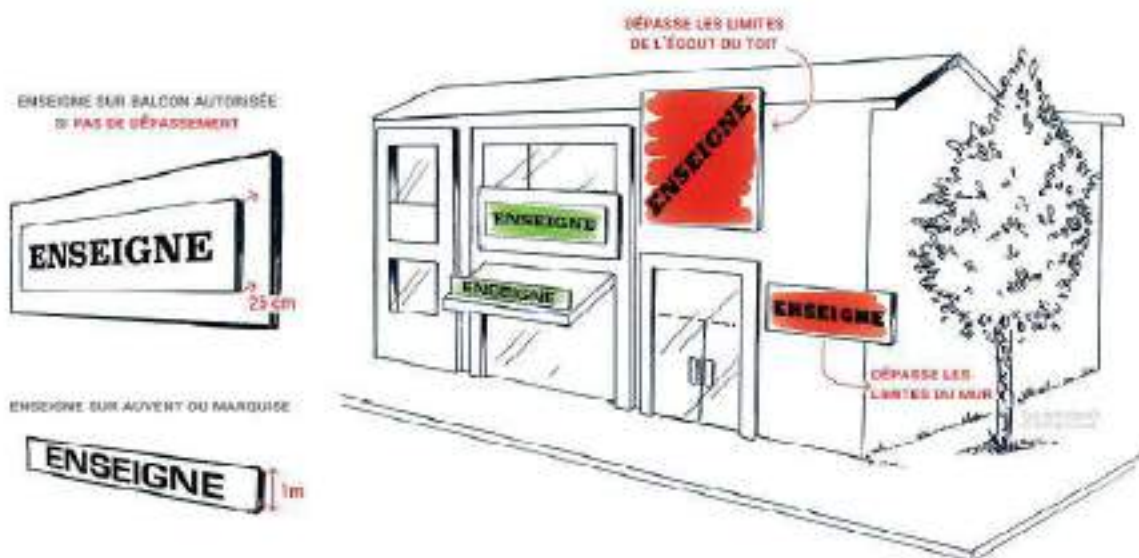 ENSEIGNE SUR BALCON AUTORISÉE
SI PAS DE DÉPASSEMENT
ENSEIGNE
25 cm
ENSEIGNE SUR AUVENT OU MARQUISE
ENSEIGNE
1m
DÉPASSE LES LIMITES
DE L'ÉGOUT DU TOIT
ENSEIGNE
ENSEIGNE
ENSEIGNE
ENSEIGNE
DÉPASSE LES
LIMITES DU MUR